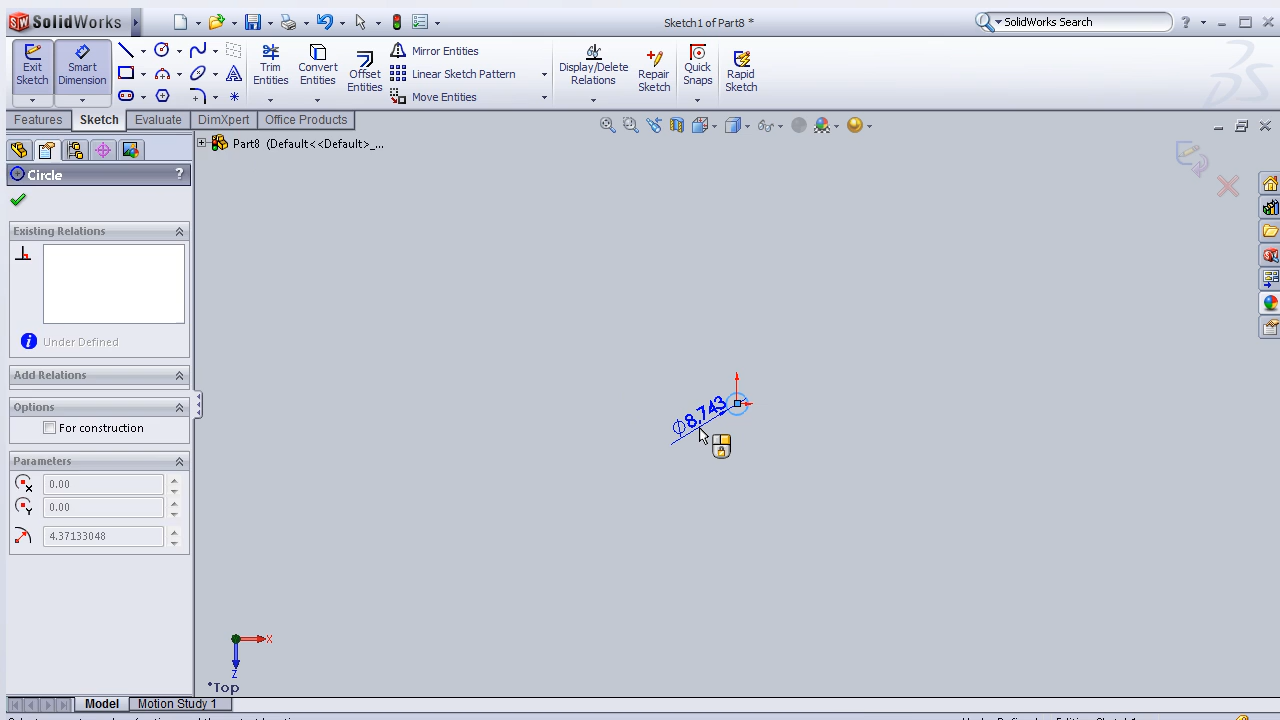 SolidWorks
Sketch1 of Part8 *
SolidWorks Search
Exit Sketch
Smart Dimension
Trim Entities
Convert Entities
Offset Entities
Mirror Entities
Linear Sketch Pattern
Move Entities
Display/Delete Relations
Repair Sketch
Quick Snaps
Rapid Sketch
Features
Sketch
Evaluate
DimXpert
Office Products
Part8 (Default<<Default>_...
Circle
?
Existing Relations
Under Defined
Add Relations
Options
For construction
Parameters
0.00
0.00
4.37133048
Φ8.743
X
Z
*Top
Model
Motion Study 1